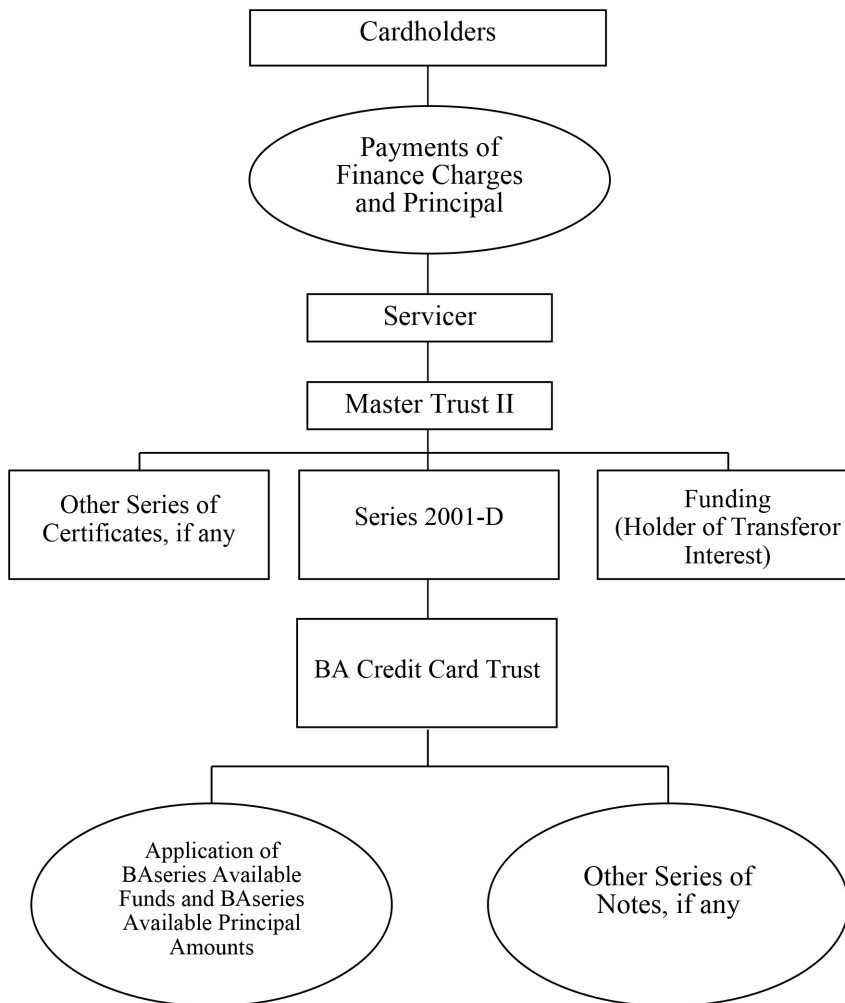 Cardholders
Payments of
Finance Charges
and Principal
Servicer
Master Trust II
Other Series of
Certificates, if any
Series 2001-D
Funding
(Holder of Transferor
Interest)
BA Credit Card Trust
Application of
BAseries Available
Funds and BAseries
Available Principal
Amounts
Other Series of
Notes, if any